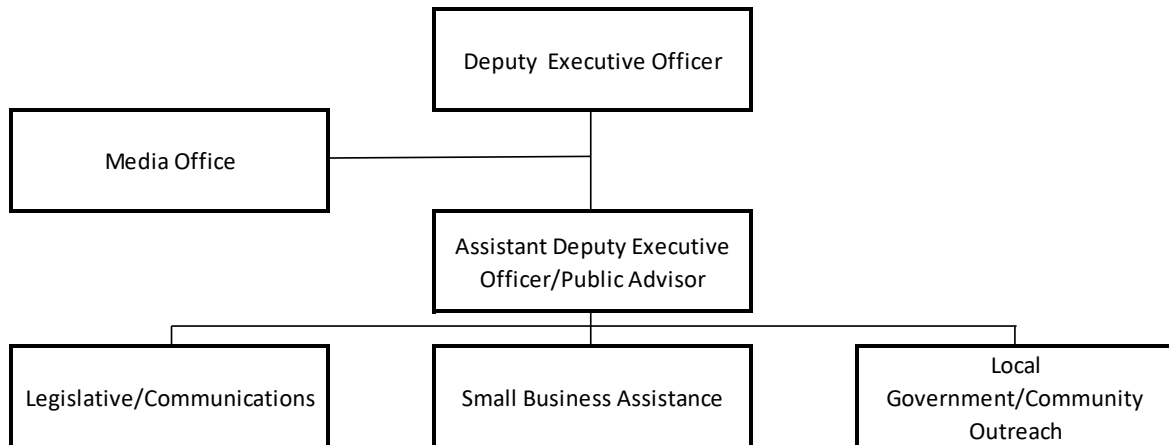 Deputy  Executive Officer
Media Office
Assistant Deputy Executive
Officer/Public Advisor
Legislative/Communications
Small Business Assistance
Local
Government/Community
Outreach